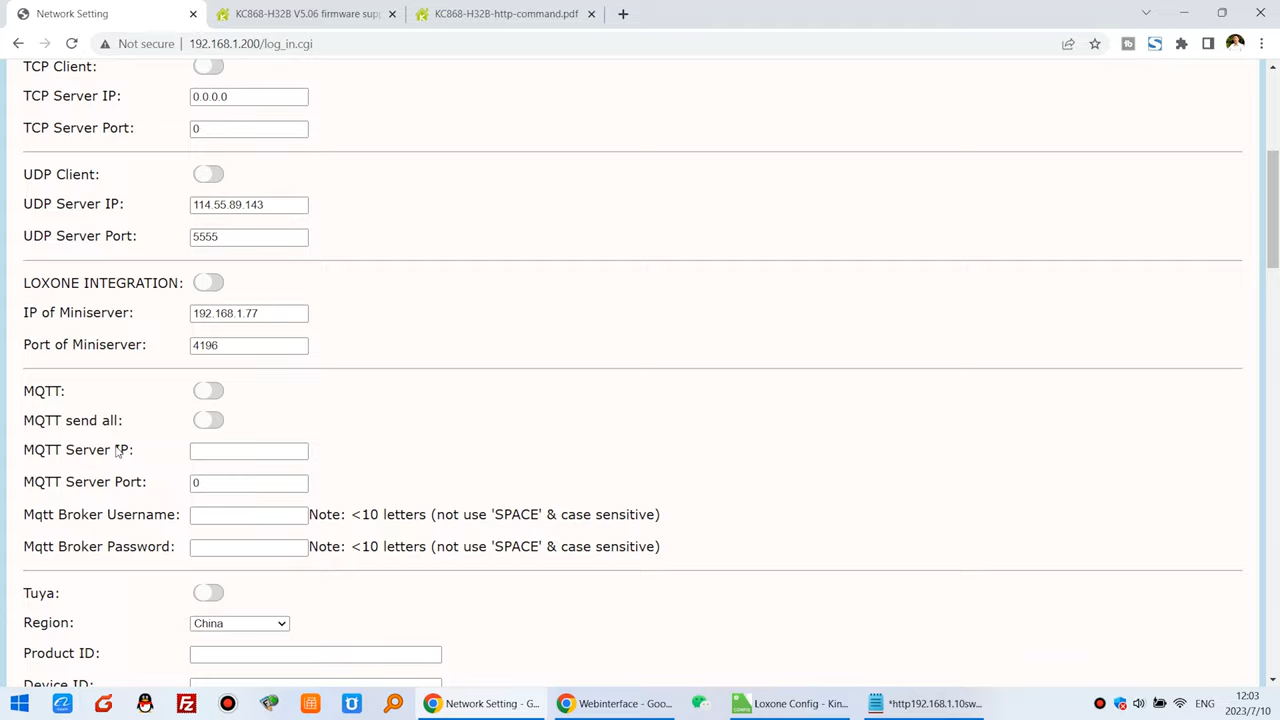 Network Setting
KC868-H32B V5.06 firmware sup
KC868-H32B-http-command.pdf
Not secure
192.168.1.200/log_in.cgi
TCP Client:
TCP Server IP: 0.0.0.0
TCP Server Port: 0
UDP Client:
UDP Server IP: 114.55.89.143
UDP Server Port: 5555
LOXONE INTEGRATION:
IP of Miniserver: 192.168.1.77
Port of Miniserver: 4196
MQTT:
MQTT send all:
MQTT Server IP:
MQTT Server Port: 0
Mqtt Broker Username: Note: <10 letters (not use 'SPACE' & case sensitive)
Mqtt Broker Password: Note: <10 letters (not use 'SPACE' & case sensitive)
Tuya:
Region: China
Product ID:
Device ID:
Network Setting - G...
Webinterface - Goo...
CONFIG
Loxone Config - Kin...
*http192.168.1.10sw...
ENG
12:03
2023/7/10